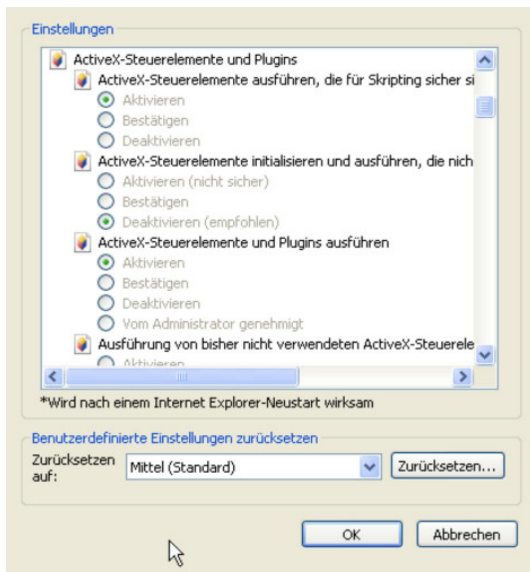 Einstellungen
ActiveX-Steuerelemente und Plugins
ActiveX-Steuerelemente ausführen, die für Skripting sicher si
Aktivieren
Bestätigen
Deaktivieren
ActiveX-Steuerelemente initialisieren und ausführen, die nich
Aktivieren (nicht sicher)
Bestätigen
Deaktivieren (empfohlen)
ActiveX-Steuerelemente und Plugins ausführen
Aktivieren
Bestätigen
Deaktivieren
Vom Administrator genehmigt
Ausführung von bisher nicht verwendeten ActiveX-Steuerele
Aktivieren
*Wird nach einem Internet Explorer-Neustart wirksam
Benutzerdefinierte Einstellungen zurücksetzen
Zurücksetzen auf:
Mittel (Standard)
Zurücksetzen...
OK
Abbrechen